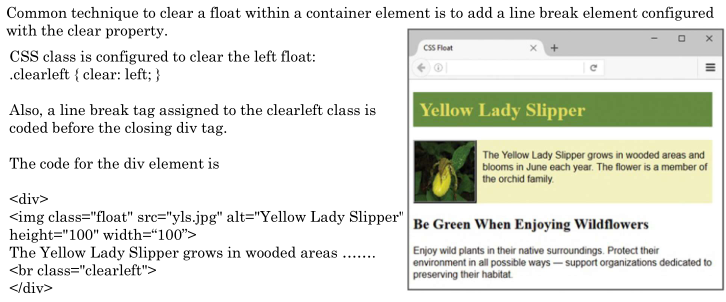 Common technique to clear a float within a container element is to add a line break element configured
with the clear property.
CSS class is configured to clear the left float:
.clearleft { clear: left; }
Also, a line break tag assigned to the clearleft class is
coded before the closing div tag.
The code for the div element is
<div>
<img class="float" src="yls.jpg" alt="Yellow Lady Slipper"
height="100" width=“100”>
The Yellow Lady Slipper grows in wooded areas …….
<br class="clearleft">
</div>
CSS Float
Yellow Lady Slipper
The Yellow Lady Slipper grows in wooded areas and
blooms in June each year. The flower is a member of
the orchid family.
Be Green When Enjoying Wildflowers
Enjoy wild plants in their native surroundings. Protect their
environment in all possible ways — support organizations dedicated to
preserving their habitat.